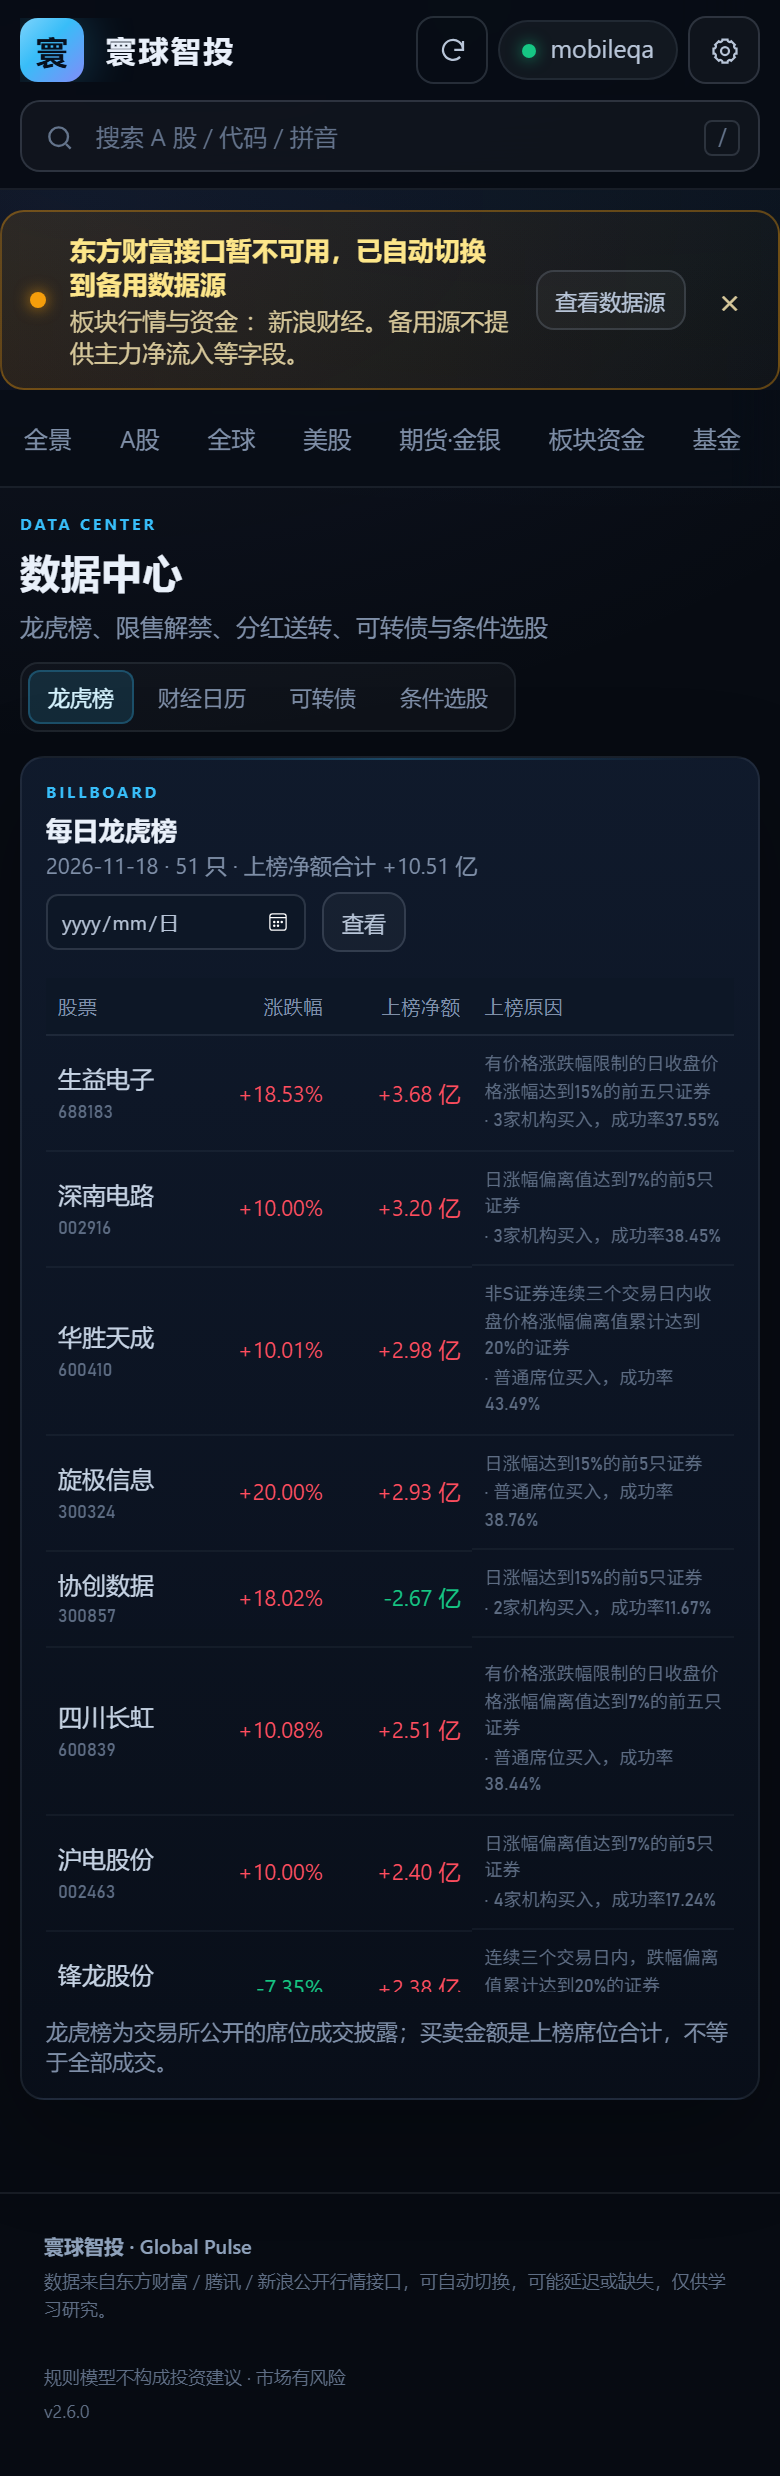 寰 寰球智投 mobileqa
搜索 A 股 / 代码 / 拼音 /
东方财富接口暂不可用，已自动切换
到备用数据源
板块行情与资金 ：新浪财经。备用源不提
供主力净流入等字段。
查看数据源 ×
全景 A股 全球 美股 期货·金银 板块资金 基金
DATA CENTER
数据中心
龙虎榜、限售解禁、分红送转、可转债与条件选股
龙虎榜 财经日历 可转债 条件选股
BILLBOARD
每日龙虎榜
2026-11-18 · 51 只 · 上榜净额合计 +10.51 亿
yyyy/mm/日 查看
股票 涨跌幅 上榜净额 上榜原因
生益电子
688183
+18.53% +3.68 亿
有价格涨跌幅限制的日收盘价
格涨幅达到15%的前五只证券
· 3家机构买入，成功率37.55%
深南电路
002916
+10.00% +3.20 亿
日涨幅偏离值达到7%的前5只
证券
· 3家机构买入，成功率38.45%
华胜天成
600410
+10.01% +2.98 亿
非S证券连续三个交易日内收
盘价格涨幅偏离值累计达到
20%的证券
· 普通席位买入，成功率
43.49%
旋极信息
300324
+20.00% +2.93 亿
日涨幅达到15%的前5只证券
· 普通席位买入，成功率
38.76%
协创数据
300857
+18.02% -2.67 亿
日涨幅达到15%的前5只证券
· 2家机构买入，成功率11.67%
四川长虹
600839
+10.08% +2.51 亿
有价格涨跌幅限制的日收盘价
格涨幅偏离值达到7%的前五只
证券
· 普通席位买入，成功率
38.44%
沪电股份
002463
+10.00% +2.40 亿
日涨幅偏离值达到7%的前5只
证券
· 4家机构买入，成功率17.24%
锋龙股份
-7.35% +2.38 亿
连续三个交易日内，跌幅偏离
值累计达到20%的证券
龙虎榜为交易所公开的席位成交披露；买卖金额是上榜席位合计，不等
于全部成交。
寰球智投 · Global Pulse
数据来自东方财富 / 腾讯 / 新浪公开行情接口，可自动切换，可能延迟或缺失，仅供学
习研究。
规则模型不构成投资建议 · 市场有风险
v2.6.0